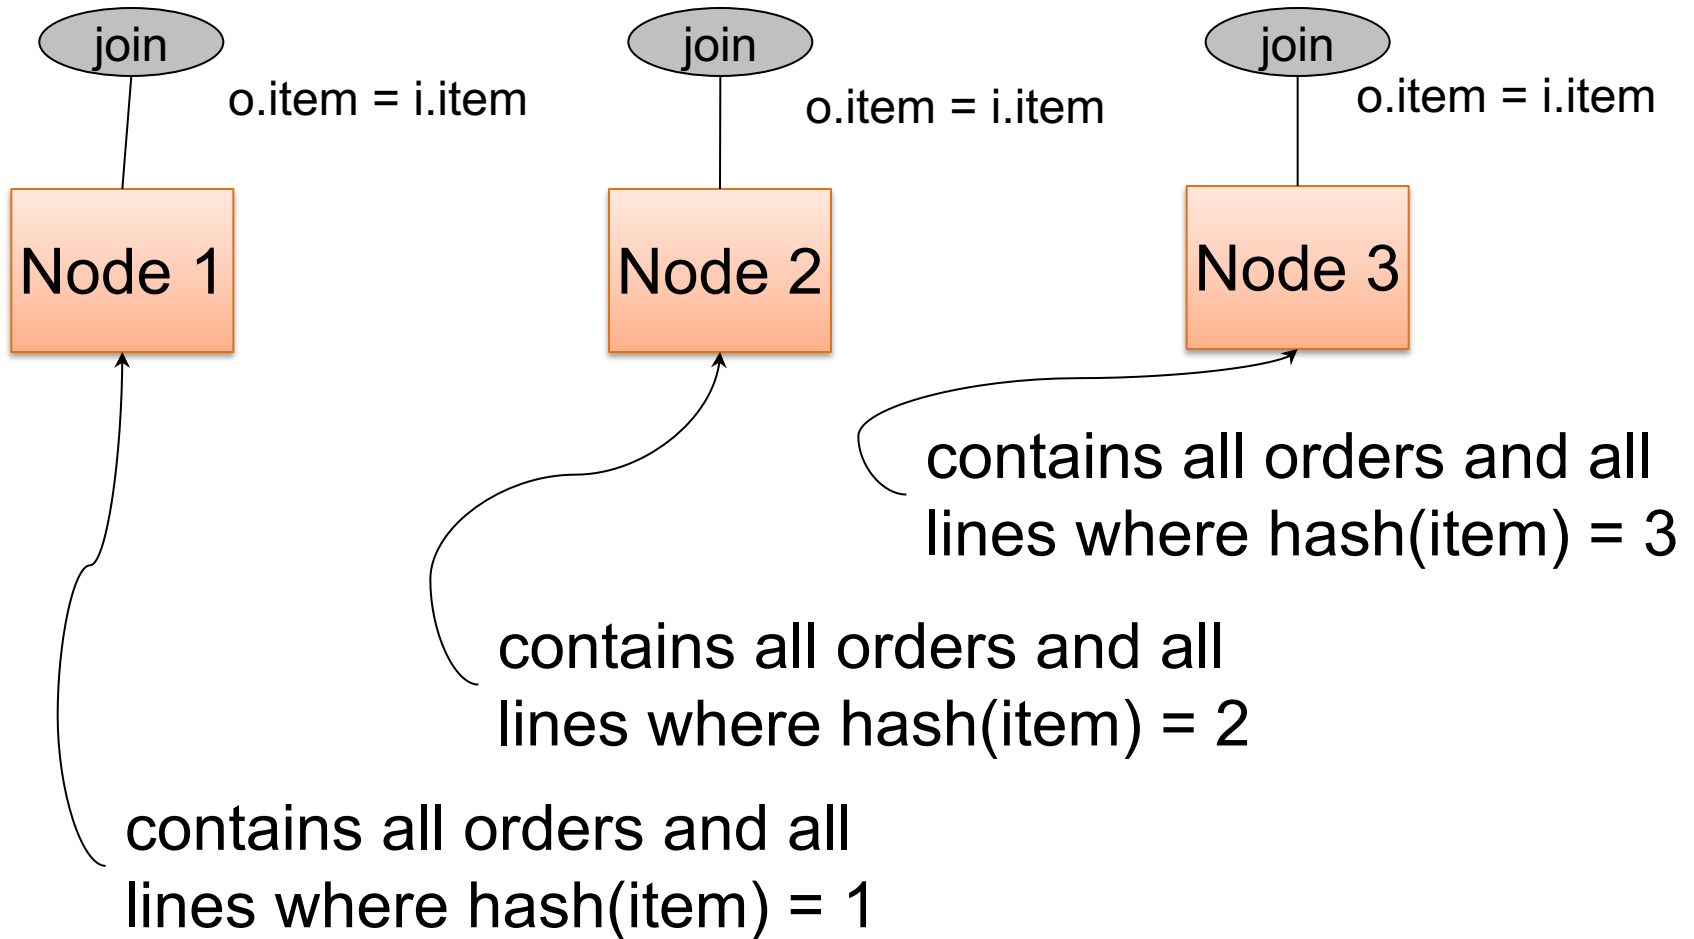 join
join
join
o.item = i.item
o.item = i.item
o.item = i.item
Node 1
Node 2
Node 3
contains all orders and all
lines where hash(item) = 3
contains all orders and all
lines where hash(item) = 2
contains all orders and all
lines where hash(item) = 1